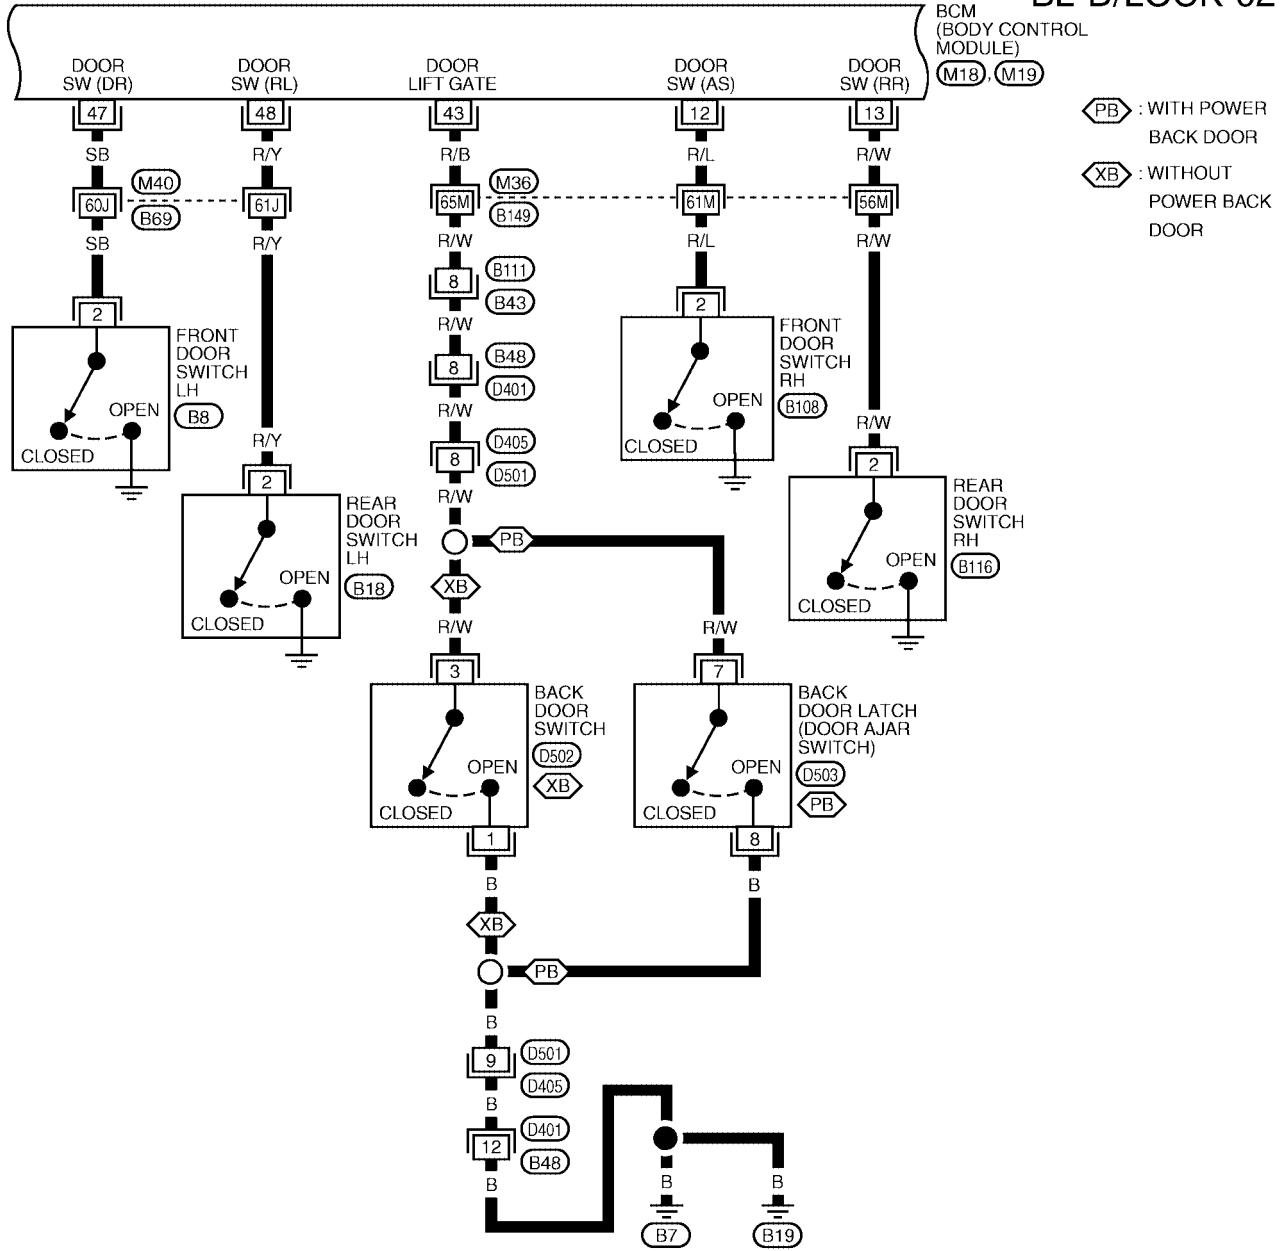 BCM
(BODY CONTROL
MODULE)
M18, M19
DOOR
SW (DR)
DOOR
SW (RL)
DOOR
LIFT GATE
DOOR
SW (AS)
DOOR
SW (RR)
47
48
43
12
13
PB : WITH POWER
BACK DOOR
XB : WITHOUT
POWER BACK
DOOR
SB
R/Y
R/B
R/L
R/W
60J
M40
B69
61J
65M
M36
B149
61M
56M
SB
R/Y
R/W
R/L
R/W
8
B111
B43
R/W
8
B48
D401
R/W
8
D405
D501
R/W
2
FRONT
DOOR
SWITCH
LH
B8
OPEN
CLOSED
R/Y
2
REAR
DOOR
SWITCH
LH
B18
OPEN
CLOSED
2
FRONT
DOOR
SWITCH
RH
B108
OPEN
CLOSED
R/W
2
REAR
DOOR
SWITCH
RH
B116
OPEN
CLOSED
PB
XB
R/W
R/W
3
BACK
DOOR
SWITCH
D502
XB
OPEN
CLOSED
1
7
BACK
DOOR LATCH
(DOOR AJAR
SWITCH)
D503
PB
OPEN
CLOSED
8
B
B
XB
PB
B
9
D501
D405
B
12
D401
B48
B
B
B
B7
B19